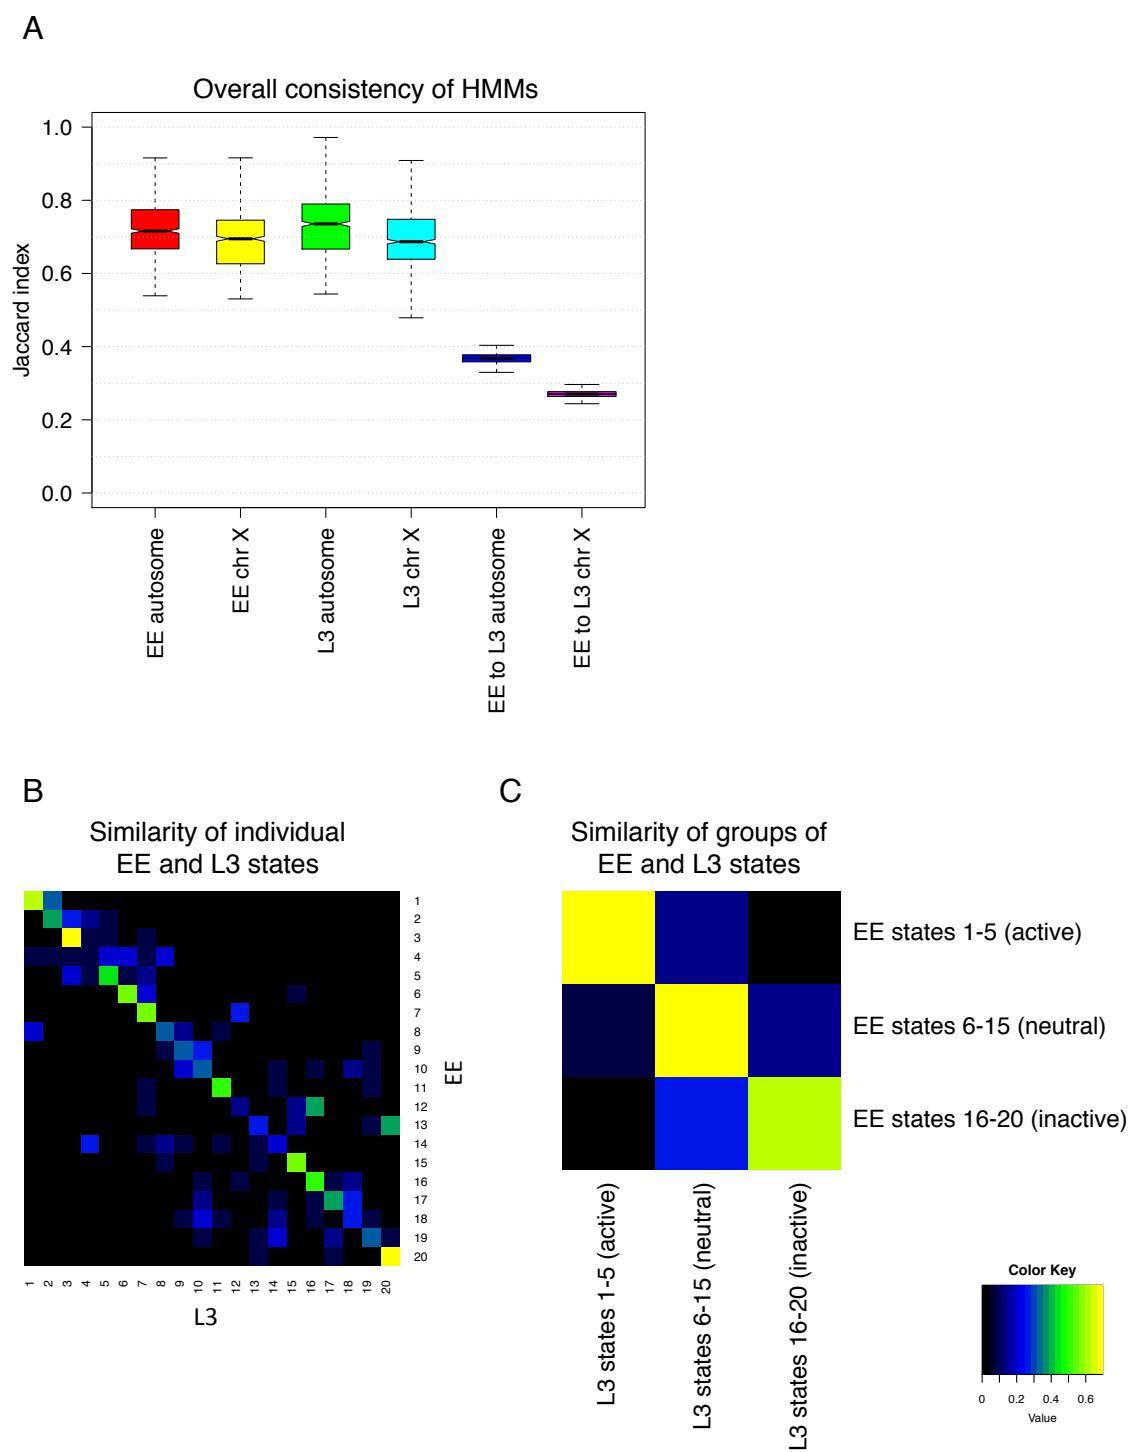 A
Overall consistency of HMMs
Jaccard index
1.0
0.8
0.6
0.4
0.2
0.0
EE autosome
EE chr X
L3 autosome
L3 chr X
EE to L3 autosome
EE to L3 chr X
B
Similarity of individual
EE and L3 states
1
2
3
4
5
6
7
8
9
10
11
12
13
14
15
16
17
18
19
20
EE
1 2 3 4 5 6 7 8 9 10 11 12 13 14 15 16 17 18 19 20
L3
C
Similarity of groups of
EE and L3 states
EE states 1-5 (active)
EE states 6-15 (neutral)
EE states 16-20 (inactive)
L3 states 1-5 (active)
L3 states 6-15 (neutral)
L3 states 16-20 (inactive)
Color Key
0 0.2 0.4 0.6
Value